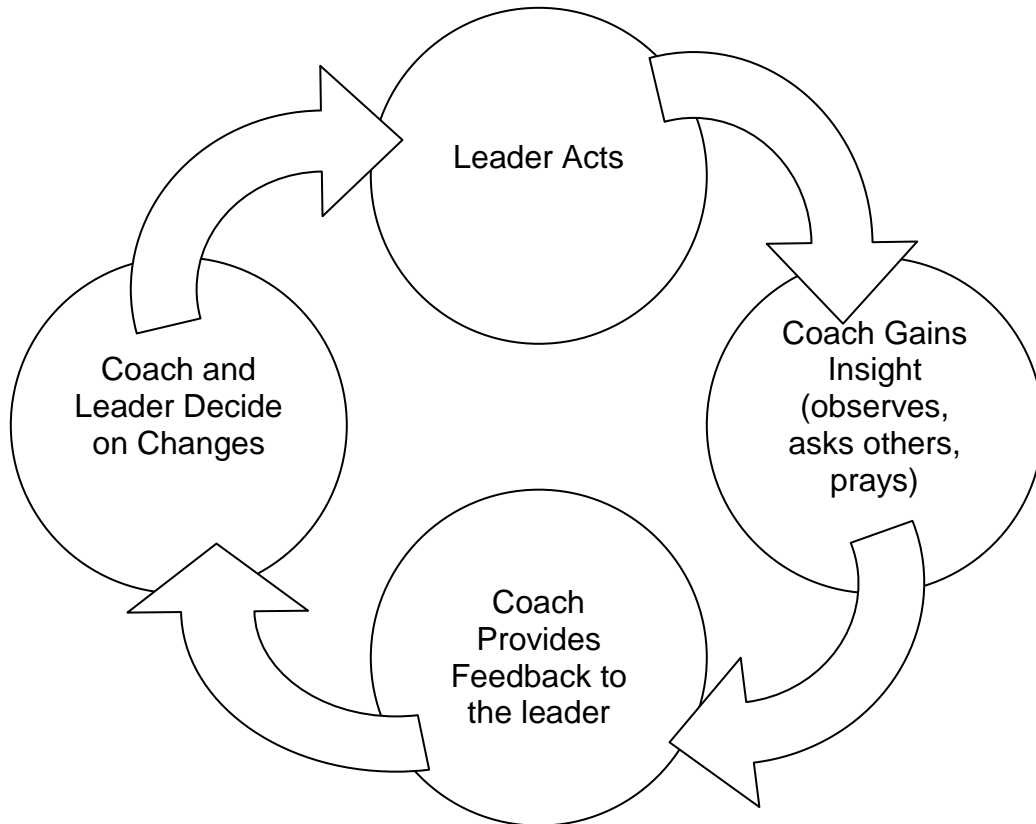 Leader Acts
Coach Gains
Insight
(observes,
asks others,
prays)
Coach
Provides
Feedback to
the leader
Coach and
Leader Decide
on Changes